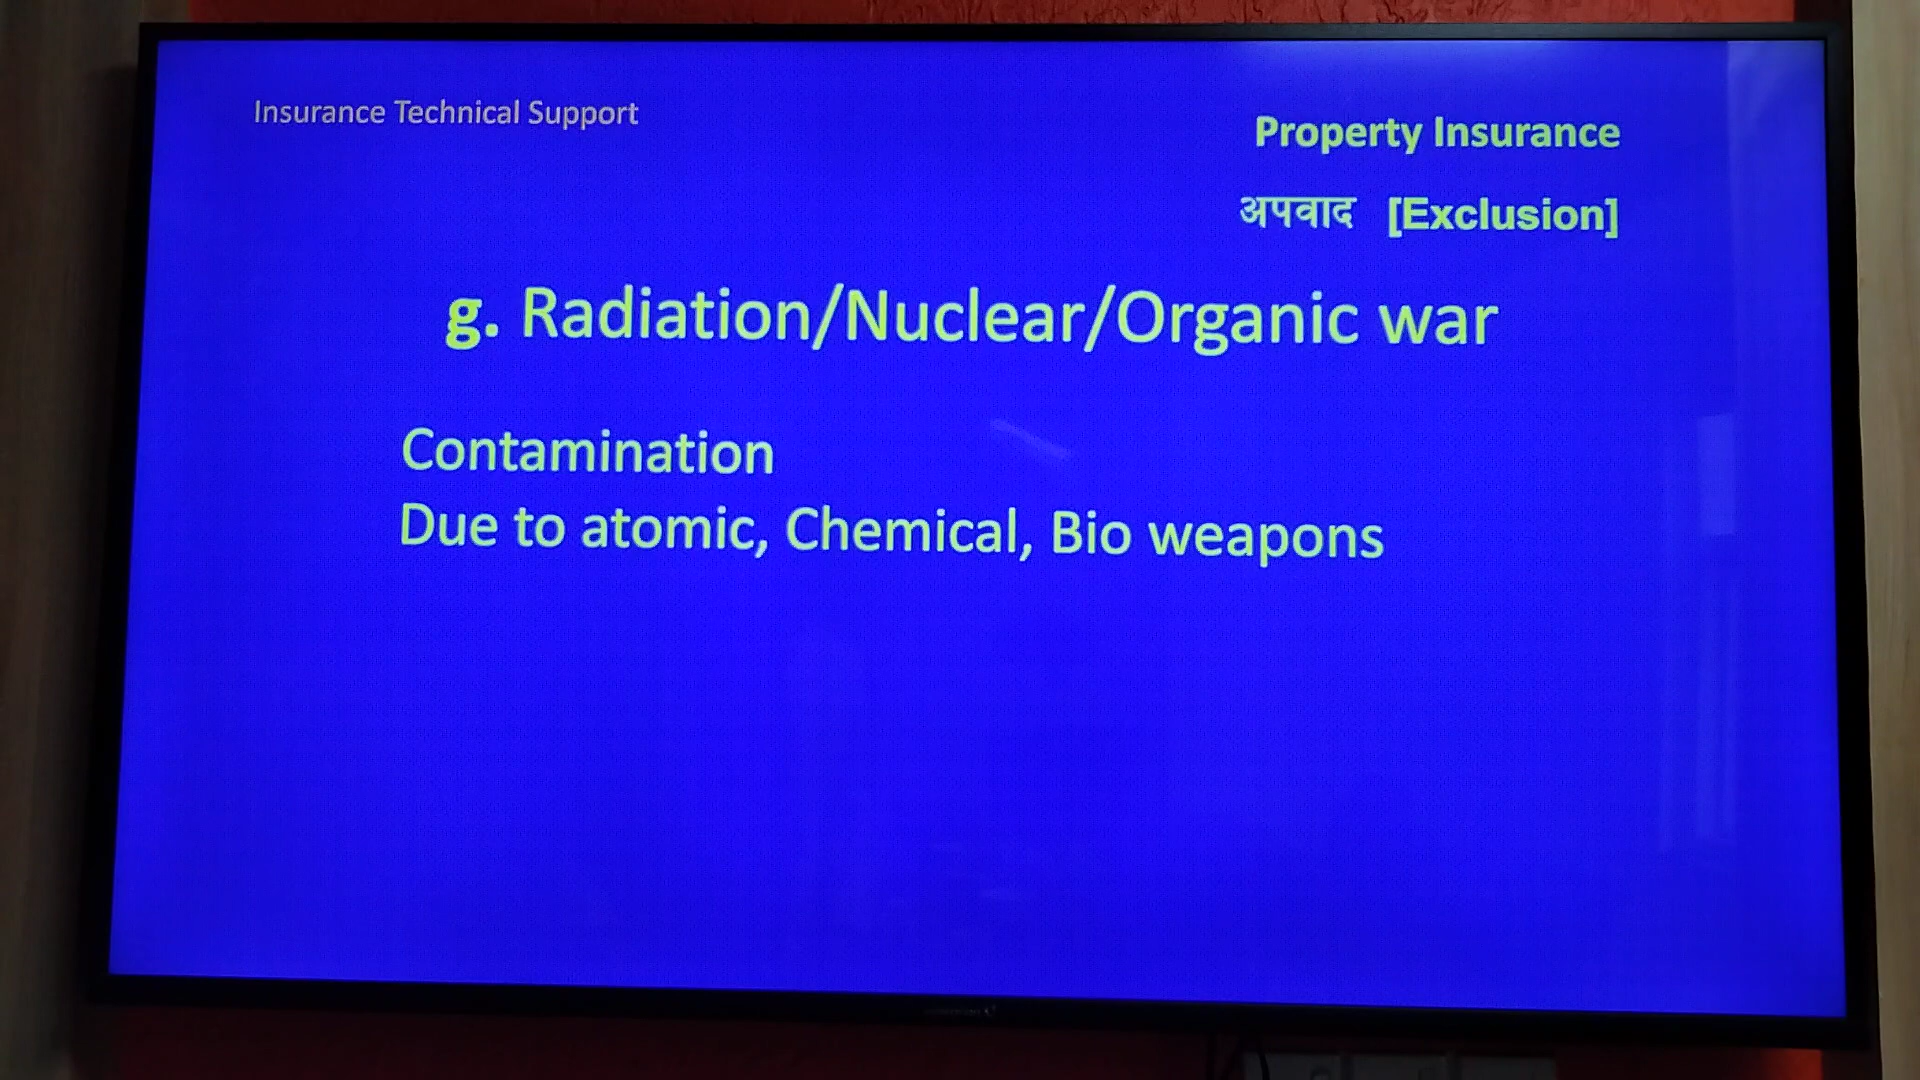 Insurance Technical Support
Property Insurance
अपवाद [Exclusion]
g. Radiation/Nuclear/Organic war
Contamination
Due to atomic, Chemical, Bio weapons